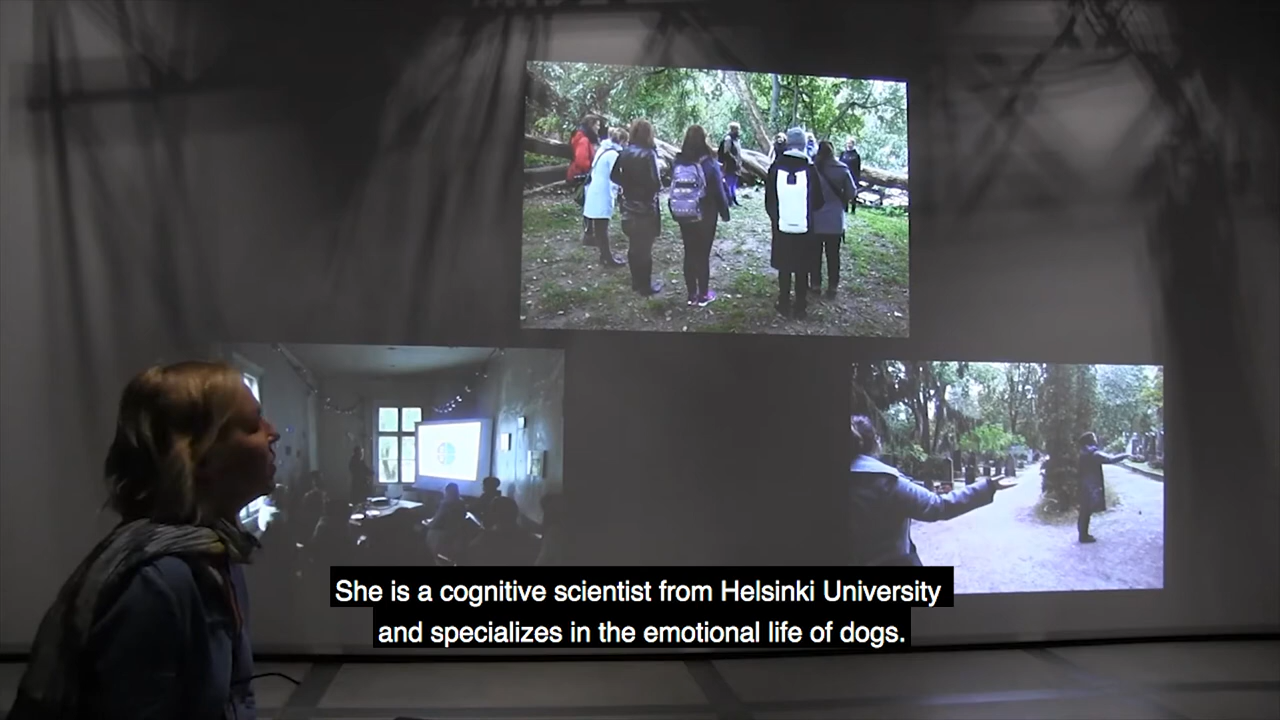 She is a cognitive scientist from Helsinki University
and specializes in the emotional life of dogs.